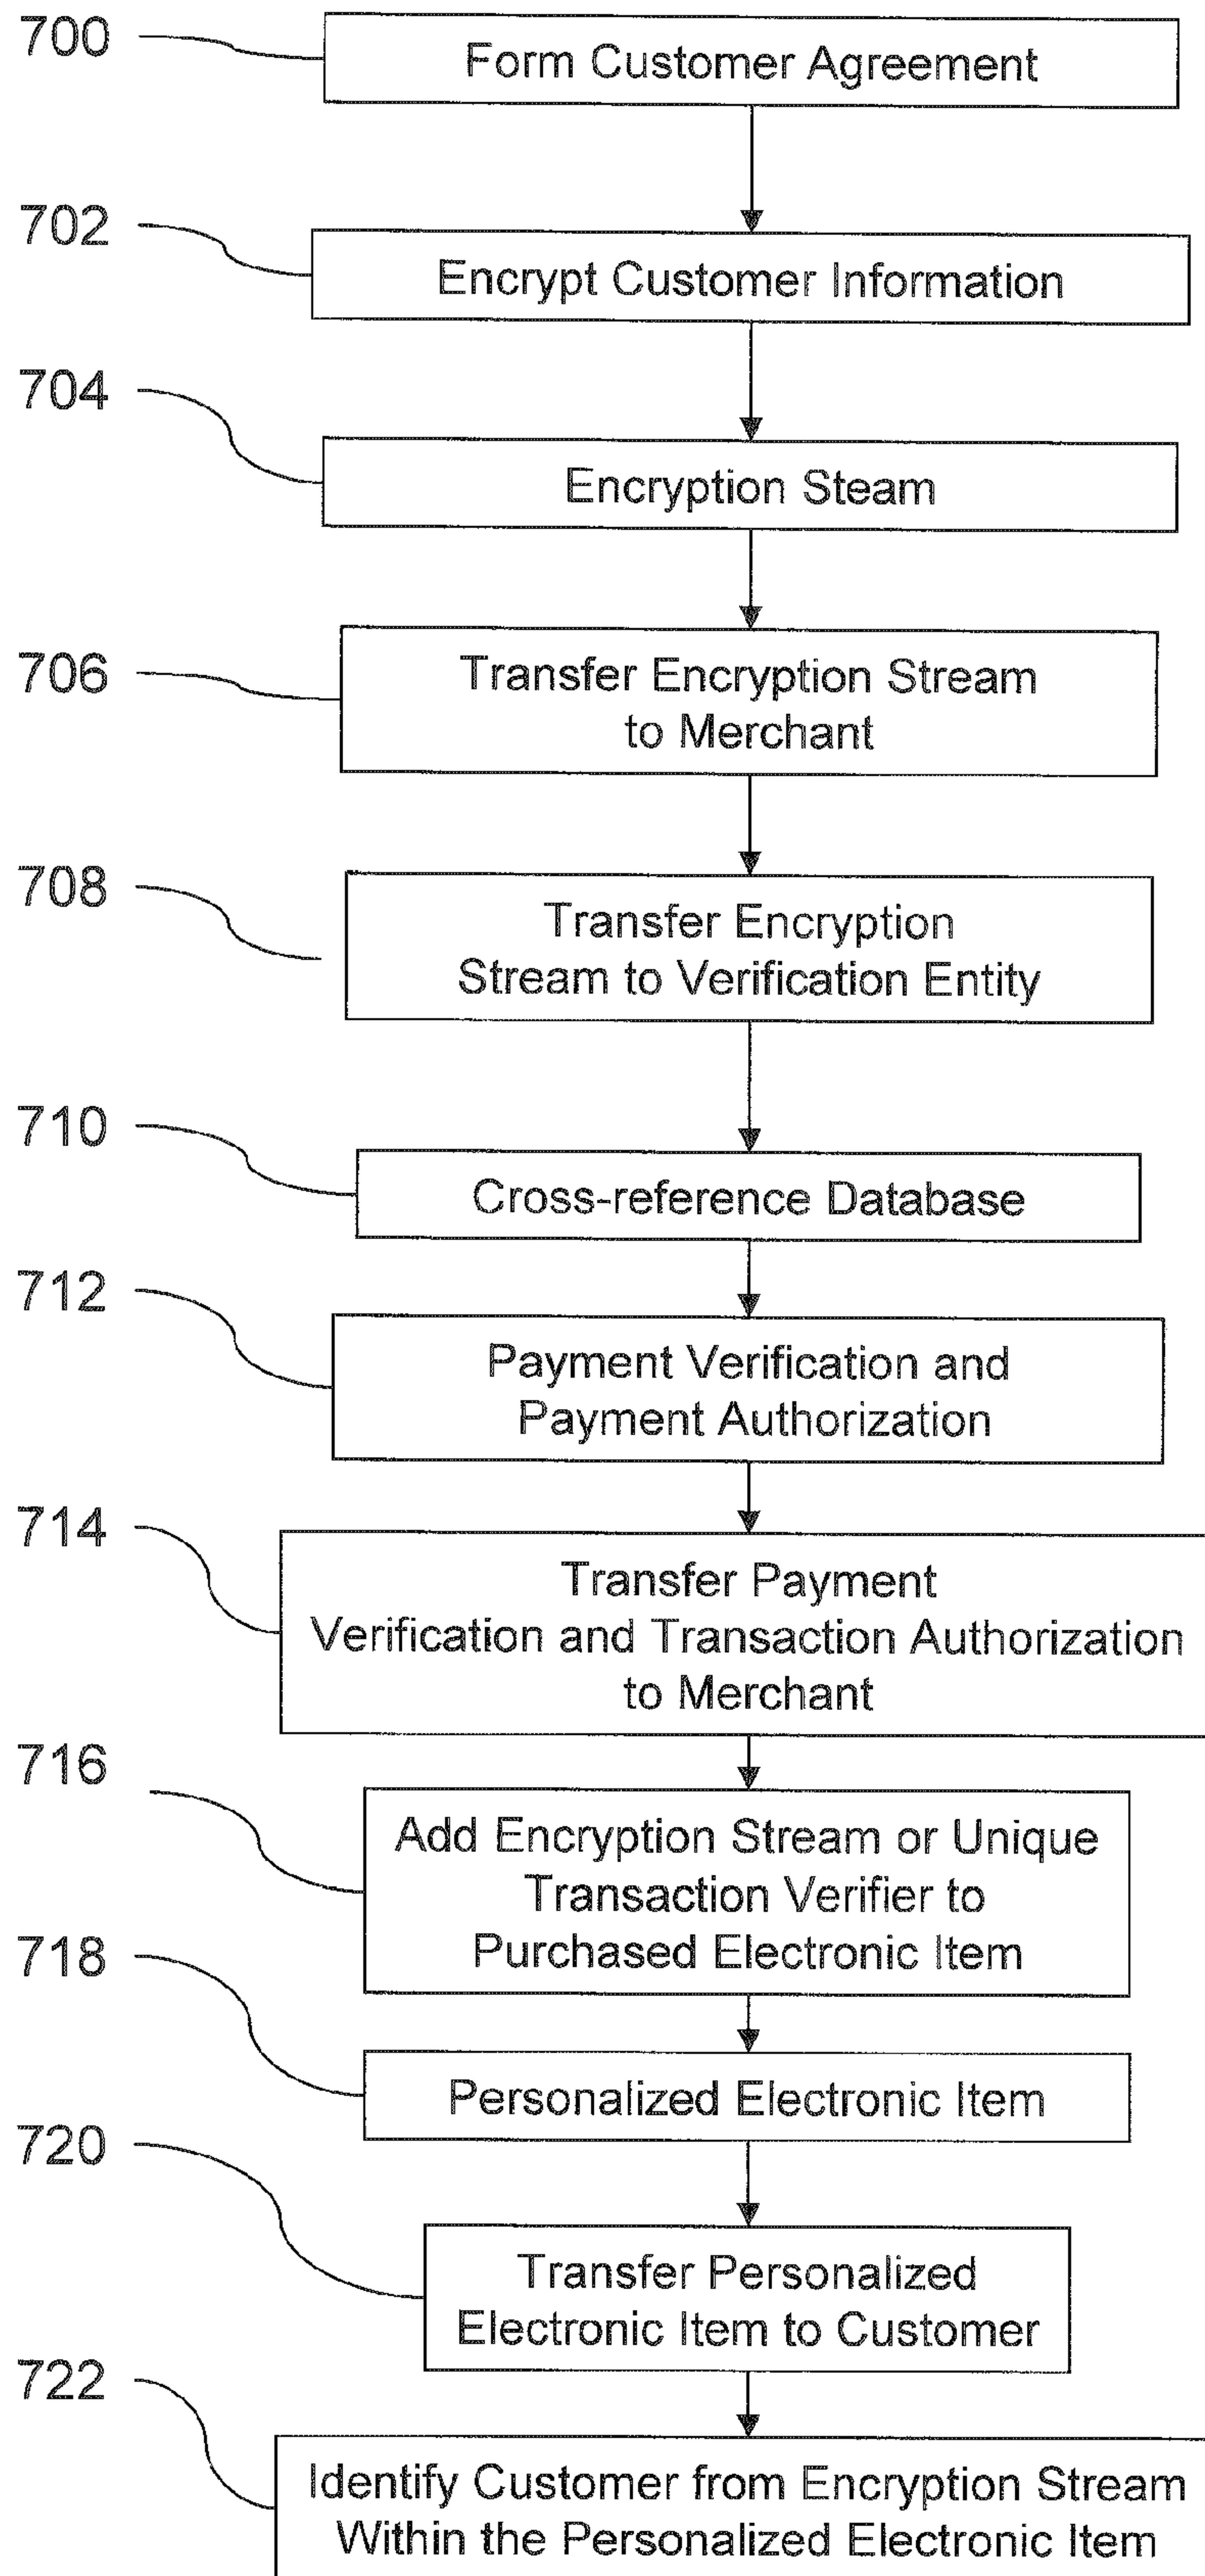 700
Form Customer Agreement
702
Encrypt Customer Information
704
Encryption Steam
706
Transfer Encryption Stream
to Merchant
708
Transfer Encryption
Stream to Verification Entity
710
Cross-reference Database
712
Payment Verification and
Payment Authorization
714
Transfer Payment
Verification and Transaction Authorization
to Merchant
716
Add Encryption Stream or Unique
Transaction Verifier to
Purchased Electronic Item
718
Personalized Electronic Item
720
Transfer Personalized
Electronic Item to Customer
722
Identify Customer from Encryption Stream
Within the Personalized Electronic Item